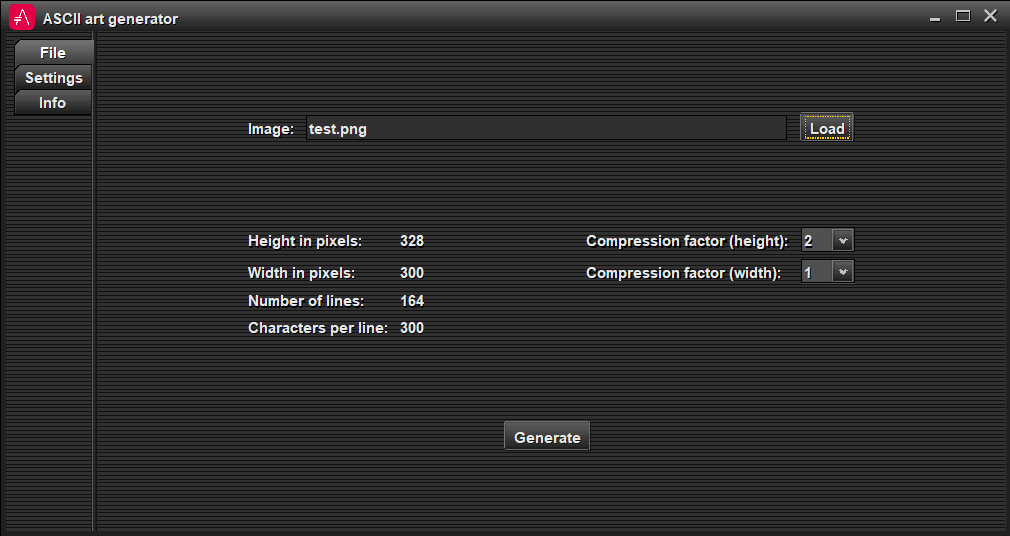 ASCII art generator
File
Settings
Info
Image: test.png Load
Height in pixels: 328 Compression factor (height): 2
Width in pixels: 300 Compression factor (width): 1
Number of lines: 164
Characters per line: 300
Generate